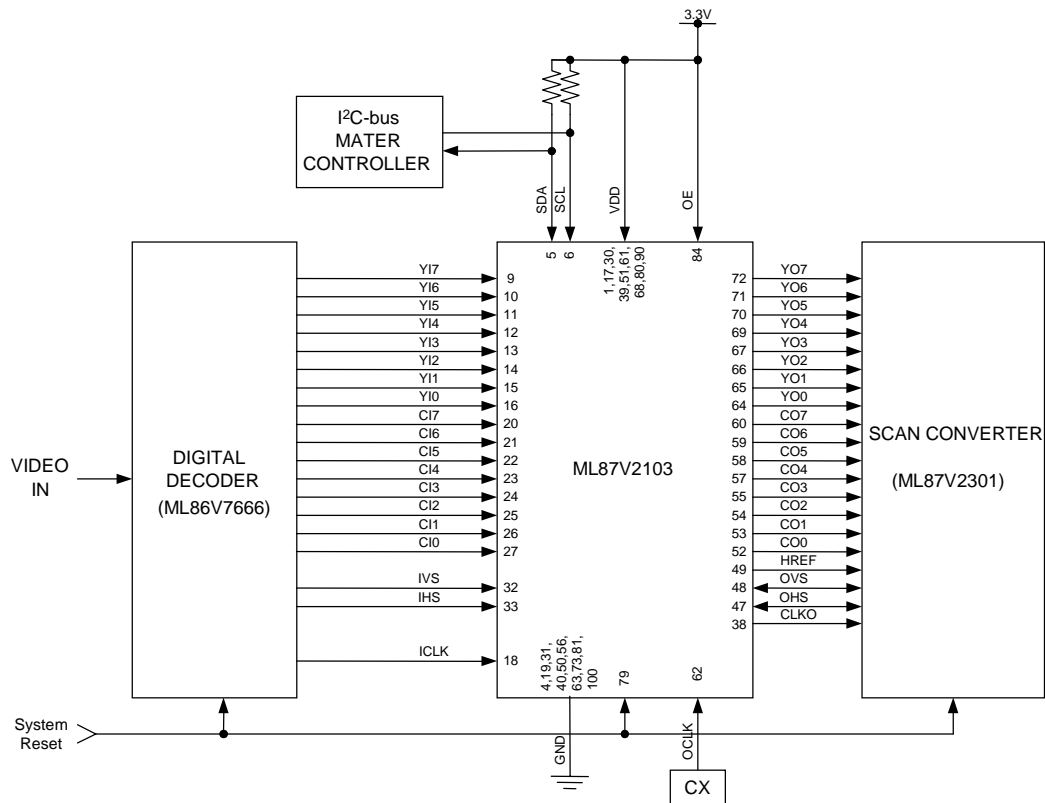 3.3V
I²C-bus
MATER
CONTROLLER
SDA
SCL
VDD
OE
5
6
1,17,30,
39,51,61,
68,80,90
84
DIGITAL
DECODER
(ML86V7666)
VIDEO
IN
YI7
YI6
YI5
YI4
YI3
YI2
YI1
YI0
CI7
CI6
CI5
CI4
CI3
CI2
CI1
CI0
IVS
IHS
ICLK
9
10
11
12
13
14
15
16
20
21
22
23
24
25
26
27
32
33
18
ML87V2103
72
71
70
69
67
66
65
64
60
59
58
57
55
54
53
52
49
48
47
38
YO7
YO6
YO5
YO4
YO3
YO2
YO1
YO0
CO7
CO6
CO5
CO4
CO3
CO2
CO1
CO0
HREF
OVS
OHS
CLKO
SCAN CONVERTER
(ML87V2301)
4,19,31,
40,50,56,
63,73,81,
100
79
62
System
Reset
GND
OCLK
CX